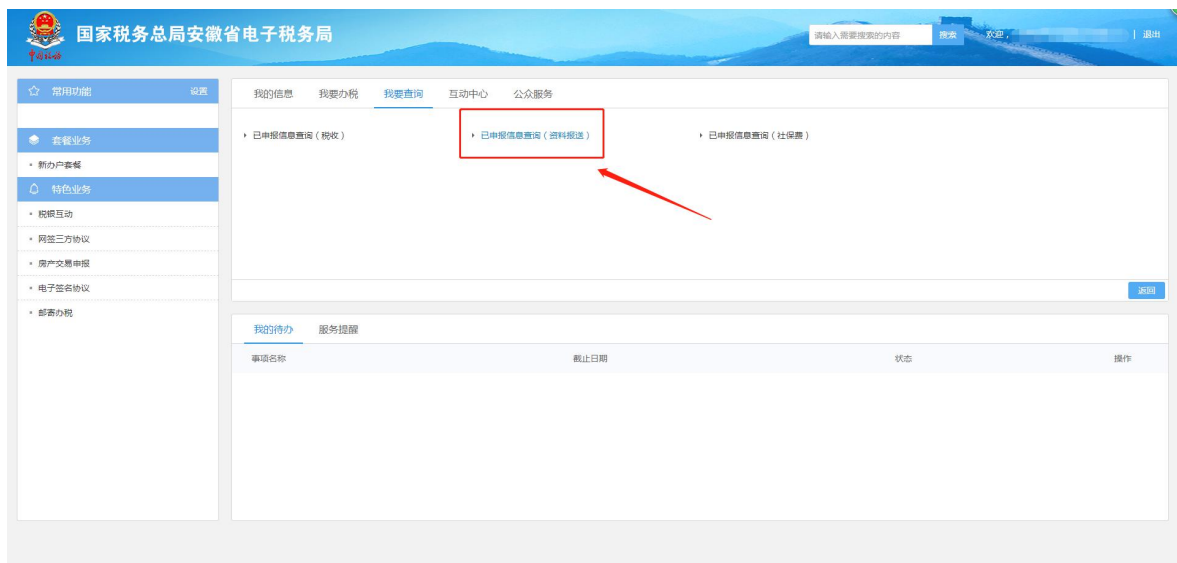 国家税务总局安徽省电子税务局
中国税务
请输入需要搜索的内容 搜索 欢迎, | 退出
常用功能 设置
套餐业务
新办户套餐
特色业务
税银互动
网签三方协议
房产交易申报
电子签名协议
邮寄办税
我的信息 我要办税 我要查询 互动中心 公众服务
已申报信息查询（税收） 已申报信息查询（资料报送） 已申报信息查询（社保费）
返回
我的待办 服务提醒
事项名称 截止日期 状态 操作